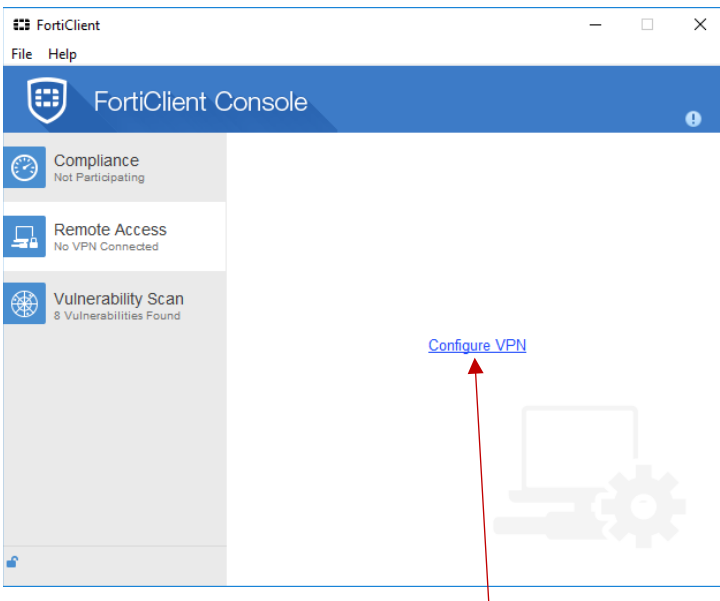 FortiClient
File Help
FortiClient Console
Compliance
Not Participating
Remote Access
No VPN Connected
Vulnerability Scan
8 Vulnerabilities Found
Configure VPN